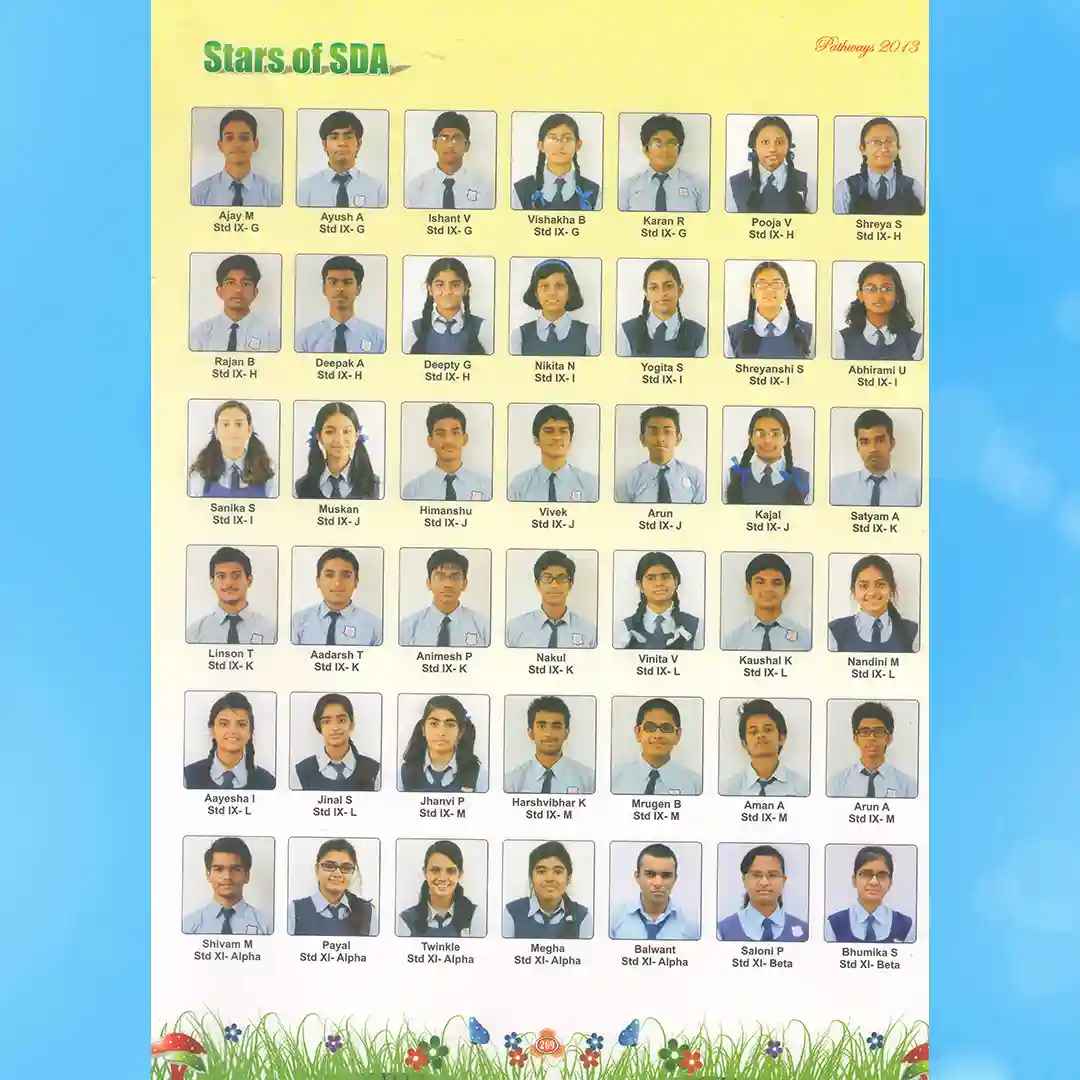 Stars of SDA
Pathways 2013
Ajay M
Std IX- G
Ayush A
Std IX- G
Ishant V
Std IX- G
Vishakha B
Std IX- G
Karan R
Std IX- G
Pooja V
Std IX- H
Shreya S
Std IX- H
Rajan B
Std IX- H
Deepak A
Std IX- H
Deepty G
Std IX- H
Nikita N
Std IX- I
Yogita S
Std IX- I
Shreyanshi S
Std IX- I
Abhirami U
Std IX- I
Sanika S
Std IX- I
Muskan
Std IX- J
Himanshu
Std IX- J
Vivek
Std IX- J
Arun
Std IX- J
Kajal
Std IX- J
Satyam A
Std IX- K
Linson T
Std IX- K
Aadarsh T
Std IX- K
Animesh P
Std IX- K
Nakul
Std IX- K
Vinita V
Std IX- L
Kaushal K
Std IX- L
Nandini M
Std IX- L
Aayesha I
Std IX- L
Jinal S
Std IX- L
Jhanvi P
Std IX- M
Harshvibhar K
Std IX- M
Mrugen B
Std IX- M
Aman A
Std IX- M
Arun A
Std IX- M
Shivam M
Std XI- Alpha
Payal
Std XI- Alpha
Twinkle
Std XI- Alpha
Megha
Std XI- Alpha
Balwant
Std XI- Alpha
Saloni P
Std XI- Beta
Bhumika S
Std XI- Beta
269